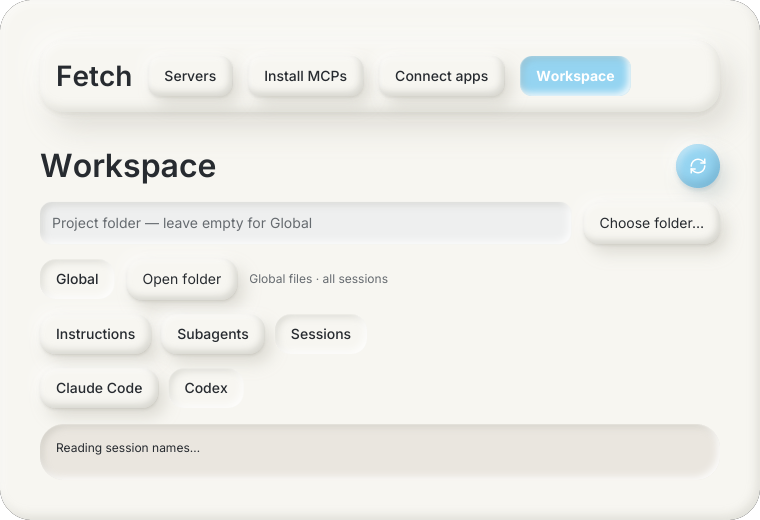 Fetch Servers Install MCPs Connect apps Workspace
Workspace
Project folder — leave empty for Global Choose folder...
Global Open folder Global files · all sessions
Instructions Subagents Sessions
Claude Code Codex
Reading session names...